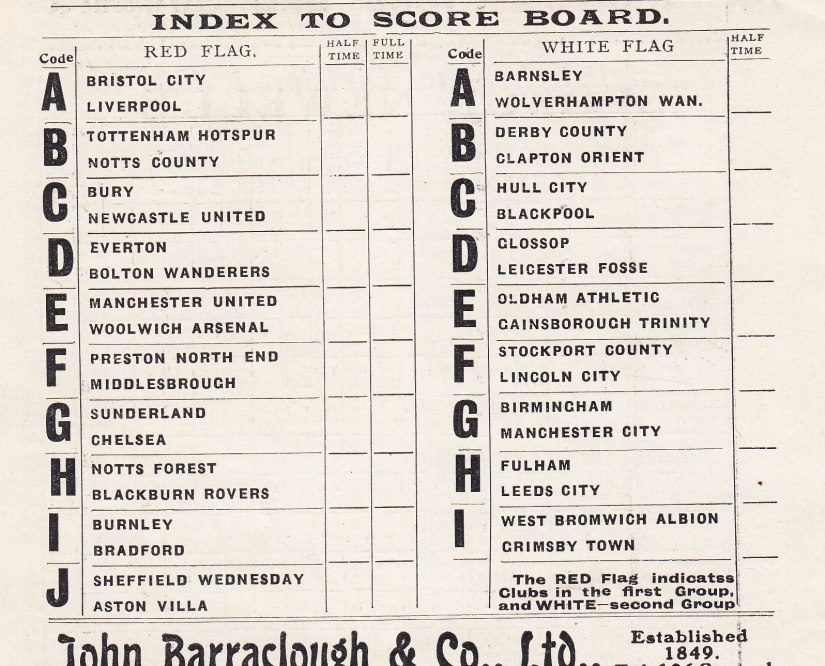 INDEX TO SCORE BOARD.
Code RED FLAG. HALF TIME FULL TIME
A BRISTOL CITY
LIVERPOOL
B TOTTENHAM HOTSPUR
NOTTS COUNTY
C BURY
NEWCASTLE UNITED
D EVERTON
BOLTON WANDERERS
E MANCHESTER UNITED
WOOLWICH ARSENAL
F PRESTON NORTH END
MIDDLESBROUGH
G SUNDERLAND
CHELSEA
H NOTTS FOREST
BLACKBURN ROVERS
I BURNLEY
BRADFORD
J SHEFFIELD WEDNESDAY
ASTON VILLA
Code WHITE FLAG HALF TIME
A BARNSLEY
WOLVERHAMPTON WAN.
B DERBY COUNTY
CLAPTON ORIENT
C HULL CITY
BLACKPOOL
D GLOSSOP
LEICESTER FOSSE
E OLDHAM ATHLETIC
GAINSBOROUGH TRINITY
F STOCKPORT COUNTY
LINCOLN CITY
G BIRMINGHAM
MANCHESTER CITY
H FULHAM
LEEDS CITY
I WEST BROMWICH ALBION
GRIMSBY TOWN
The RED Flag indicatss
Clubs in the first Group,
and WHITE—second Group
John Barraclough & Co., Ltd.,
Established
1849.